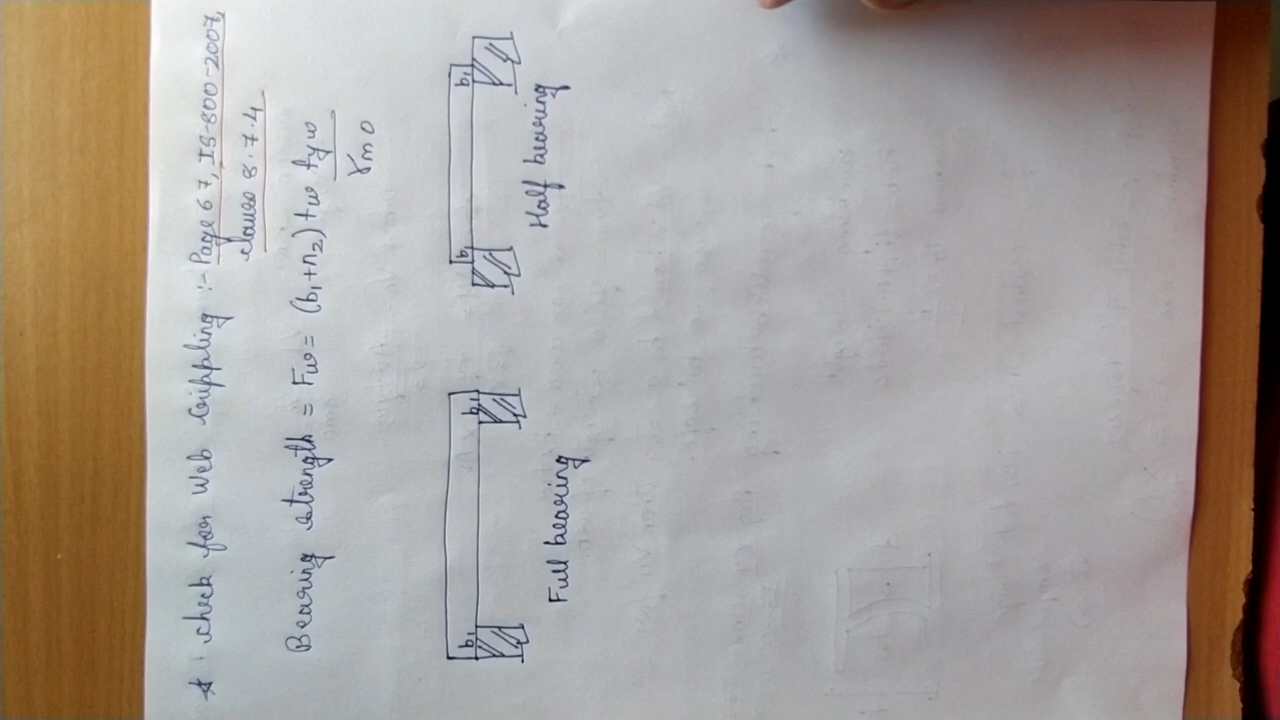 * Check for web crippling :- Page 67, IS-800-2007,
clause 8.7.4
Bearing strength = Fw = (b1+n2) tw fyw
γm0
b1 b1
b1 b1
Full bearing
Half bearing